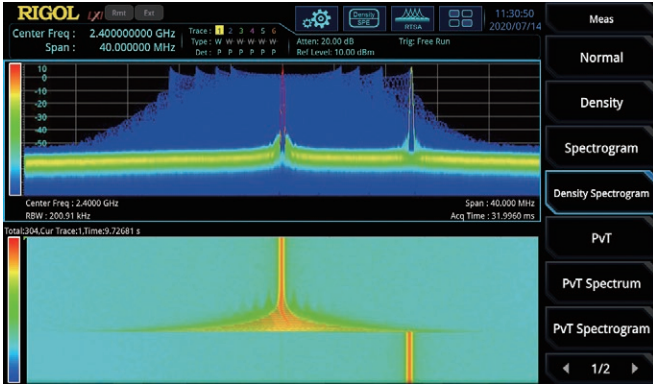 RIGOL LXI Rmt Ext
Center Freq : 2.400000000 GHz
Span : 40.000000 MHz
Trace : 1 2 3 4 5 6
Type : W W W W W W
Det : P P P P P P
Density
SPE
RTSA
Atten: 20.00 dB
Ref Level: 10.00 dBm
Trig: Free Run
11:30:50
2020/07/14
10
0
-10
-20
-30
-40
-50
Center Freq : 2.4000 GHz
RBW : 200.91 kHz
Span : 40.000 MHz
Acq Time : 31.9960 ms
Total:304,Cur Trace:1,Time:9.72681 s
Meas
Normal
Density
Spectrogram
Density Spectrogram
PvT
PvT Spectrum
PvT Spectrogram
1/2